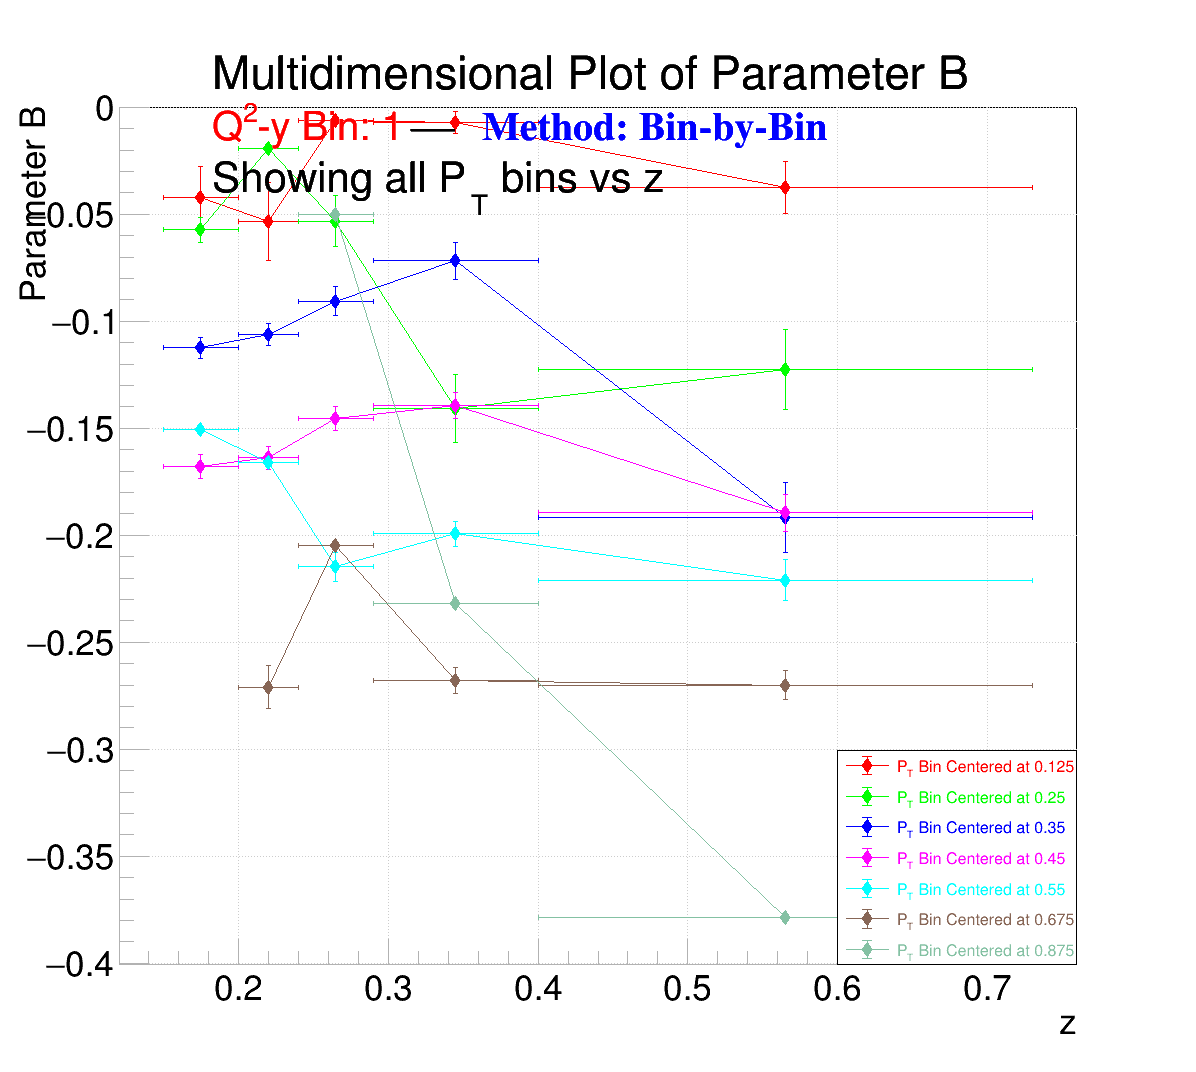 Multidimensional Plot of Parameter B
Q²-y Bin: 1 — Method: Bin-by-Bin
Showing all P_T bins vs z
Parameter B
0
−0.05
−0.1
−0.15
−0.2
−0.25
−0.3
−0.35
−0.4
0.2 0.3 0.4 0.5 0.6 0.7
z
P_T Bin Centered at 0.125
P_T Bin Centered at 0.25
P_T Bin Centered at 0.35
P_T Bin Centered at 0.45
P_T Bin Centered at 0.55
P_T Bin Centered at 0.675
P_T Bin Centered at 0.875